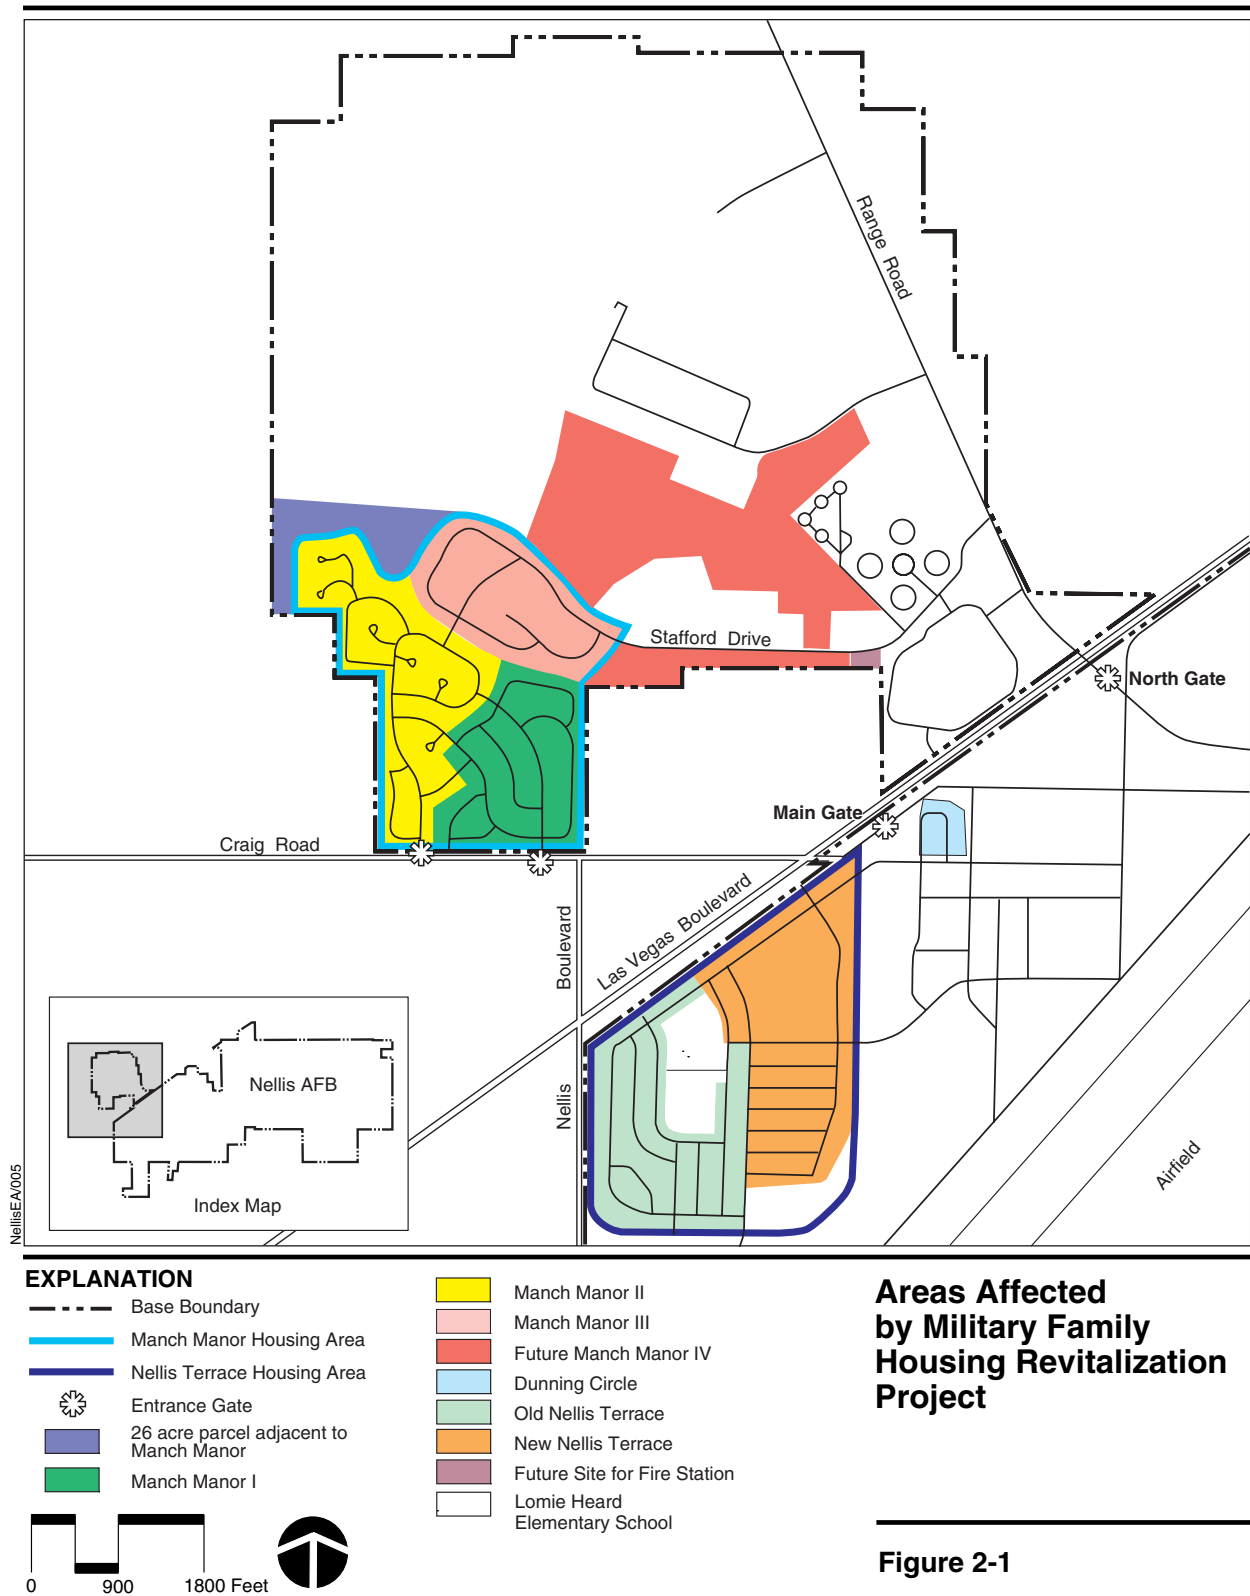 Range Road
Stafford Drive
North Gate
Main Gate
Craig Road
Las Vegas Boulevard
Boulevard
Nellis
Nellis AFB
Index Map
Airfield
NellisEA/005
EXPLANATION
Base Boundary
Manch Manor Housing Area
Nellis Terrace Housing Area
Entrance Gate
26 acre parcel adjacent to
Manch Manor
Manch Manor I
Manch Manor II
Manch Manor III
Future Manch Manor IV
Dunning Circle
Old Nellis Terrace
New Nellis Terrace
Future Site for Fire Station
Lomie Heard
Elementary School
Areas Affected
by Military Family
Housing Revitalization
Project
0 900 1800 Feet
Figure 2-1